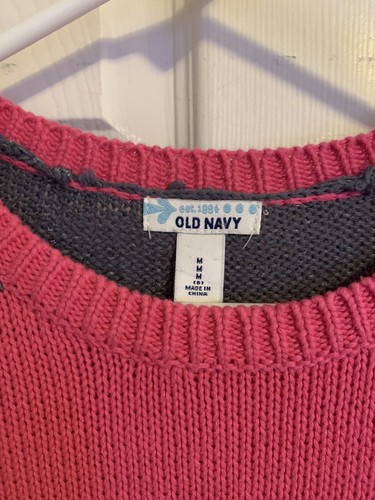 est. 1994
OLD NAVY
M
M
M
(8)
MADE IN
CHINA